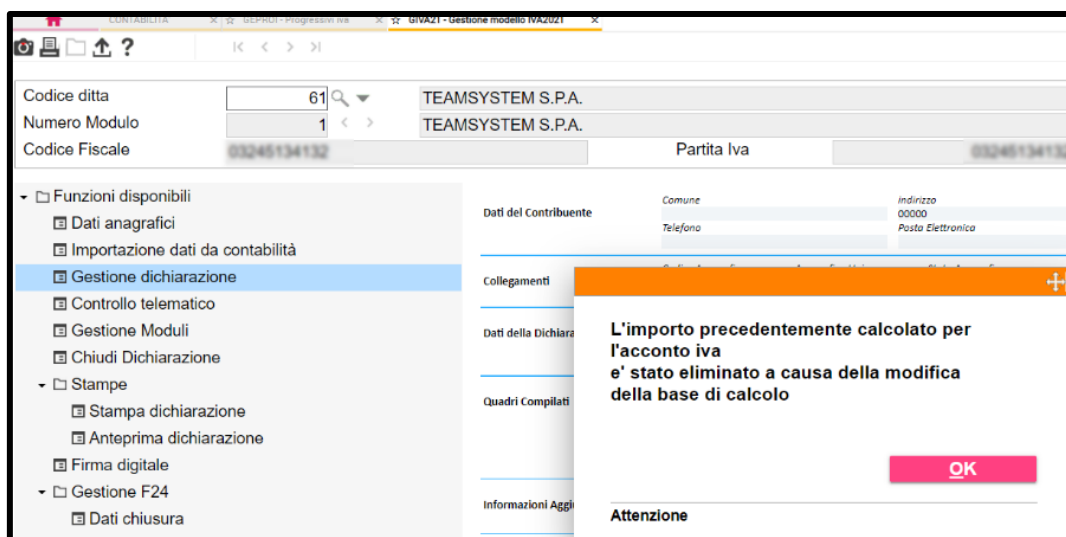 CONTABILITÀ × ☆ GEPROI - Progressivi iva × ☆ GIVA21 - Gestione modello IVA2021 ×
Codice ditta 61 TEAMSYSTEM S.P.A.
Numero Modulo 1 TEAMSYSTEM S.P.A.
Codice Fiscale Partita Iva
Funzioni disponibili
Dati anagrafici
Importazione dati da contabilità
Gestione dichiarazione
Controllo telematico
Gestione Moduli
Chiudi Dichiarazione
Stampe
Stampa dichiarazione
Anteprima dichiarazione
Firma digitale
Gestione F24
Dati chiusura
Dati del Contribuente
Comune indirizzo
00000
Telefono Posta Elettronica
Collegamenti
Dati della Dichiara
Quadri Compilati
Informazioni Aggi
L'importo precedentemente calcolato per
l'acconto iva
e' stato eliminato a causa della modifica
della base di calcolo
OK
Attenzione